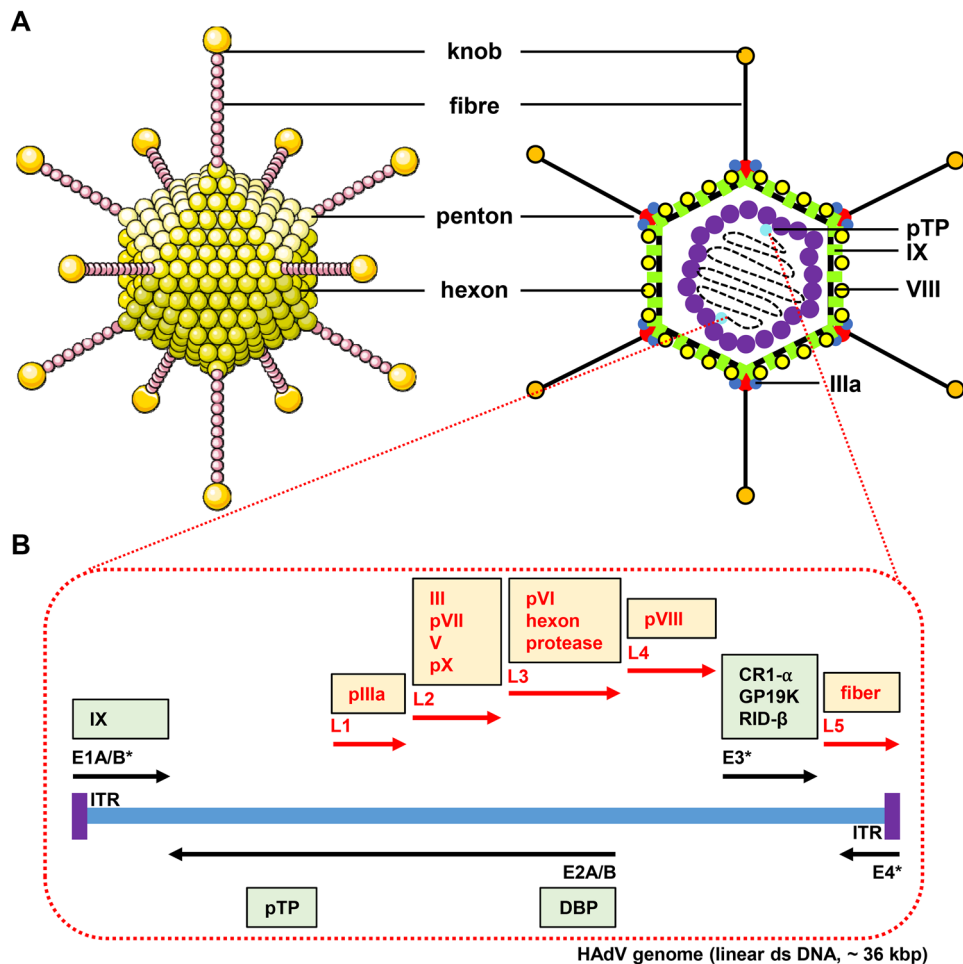 A
knob
fibre
penton
hexon
pTP
IX
VIII
IIIa
B
III
pVII
V
pX
pVI
hexon
protease
pVIII
pIIIa
L1
L2
L3
L4
CR1-α
GP19K
RID-β
fiber
L5
IX
E1A/B*
E3*
ITR
ITR
E2A/B
E4*
pTP
DBP
HAdV genome (linear ds DNA, ~ 36 kbp)